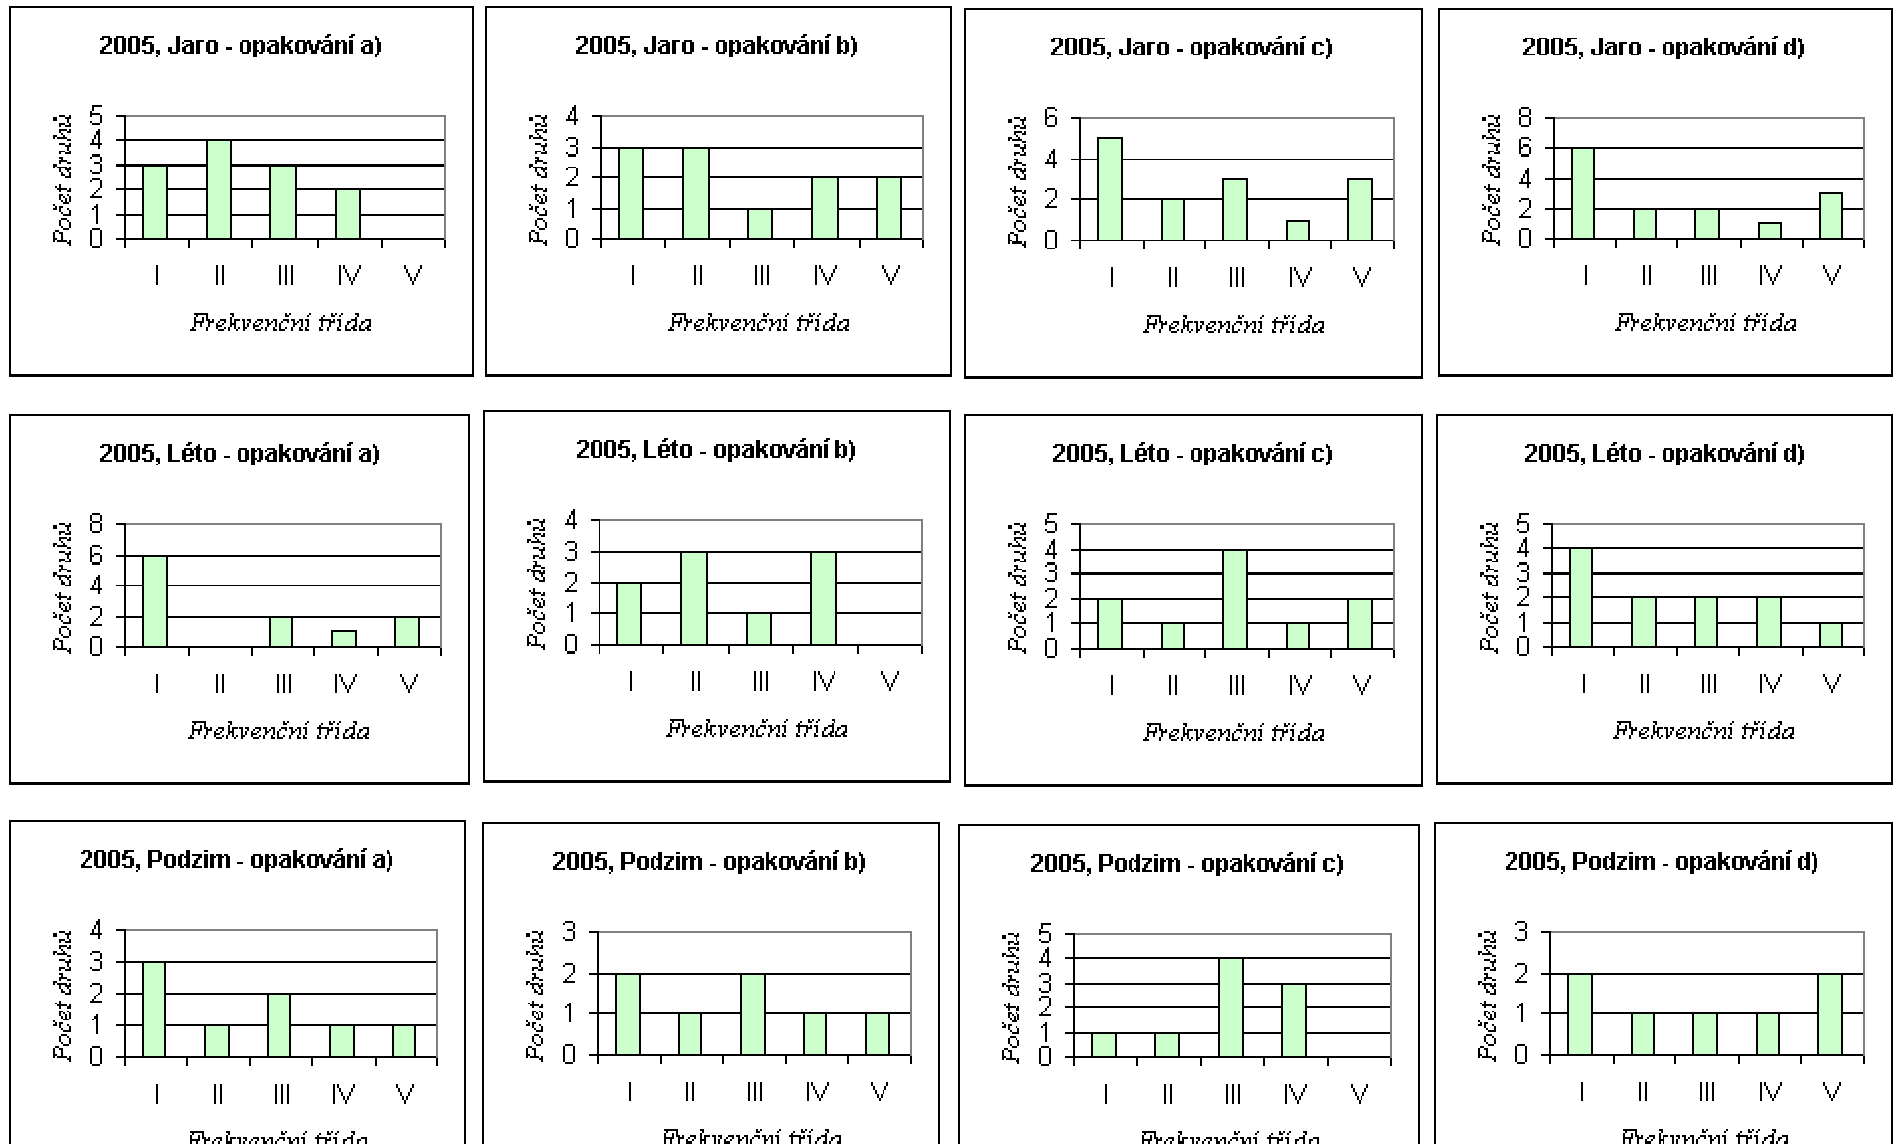 2005, Jaro - opakování a)
Počet druhů
5
4
3
2
1
0
I II III IV V
Frekvenční třída
2005, Jaro - opakování b)
Počet druhů
4
3
2
1
0
I II III IV V
Frekvenční třída
2005, Jaro - opakování c)
Počet druhů
6
4
2
0
I II III IV V
Frekvenční třída
2005, Jaro - opakování d)
Počet druhů
8
6
4
2
0
I II III IV V
Frekvenční třída
2005, Léto - opakování a)
Počet druhů
8
6
4
2
0
I II III IV V
Frekvenční třída
2005, Léto - opakování b)
Počet druhů
4
3
2
1
0
I II III IV V
Frekvenční třída
2005, Léto - opakování c)
Počet druhů
5
4
3
2
1
0
I II III IV V
Frekvenční třída
2005, Léto - opakování d)
Počet druhů
5
4
3
2
1
0
I II III IV V
Frekvenční třída
2005, Podzim - opakování a)
Počet druhů
4
3
2
1
0
I II III IV V
Frekvenční třída
2005, Podzim - opakování b)
Počet druhů
3
2
1
0
I II III IV V
Frekvenční třída
2005, Podzim - opakování c)
Počet druhů
5
4
3
2
1
0
I II III IV V
Frekvenční třída
2005, Podzim - opakování d)
Počet druhů
3
2
1
0
I II III IV V
Frekvenční třída